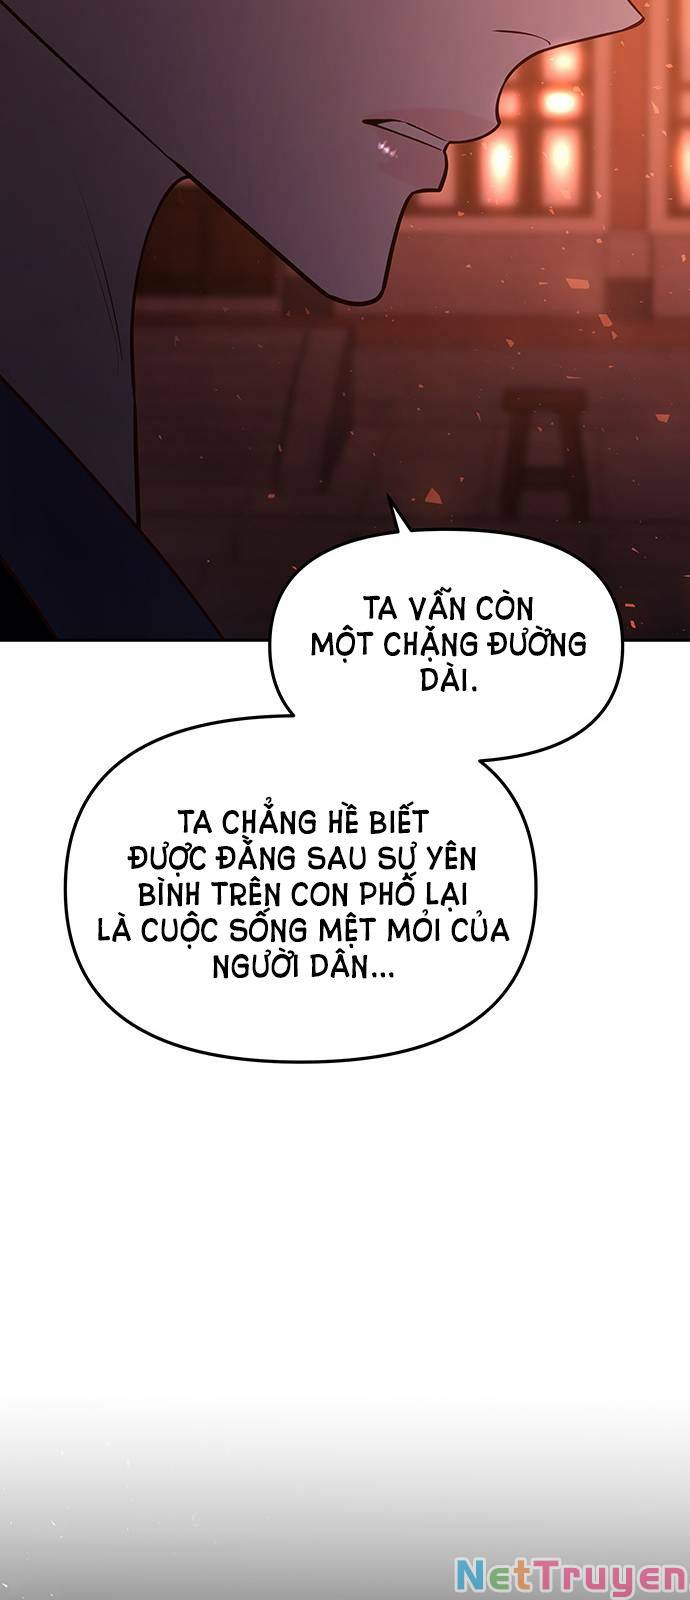 TA VẪN CÒN
MỘT CHẶNG ĐƯỜNG
DÀI.
TA CHẲNG HỀ BIẾT
ĐƯỢC ĐẰNG SAU SỰ YÊN
BÌNH TRÊN CON PHỐ LẠI
LÀ CUỘC SỐNG MỆT MỎI CỦA
NGƯỜI DÂN...
NetTruyen